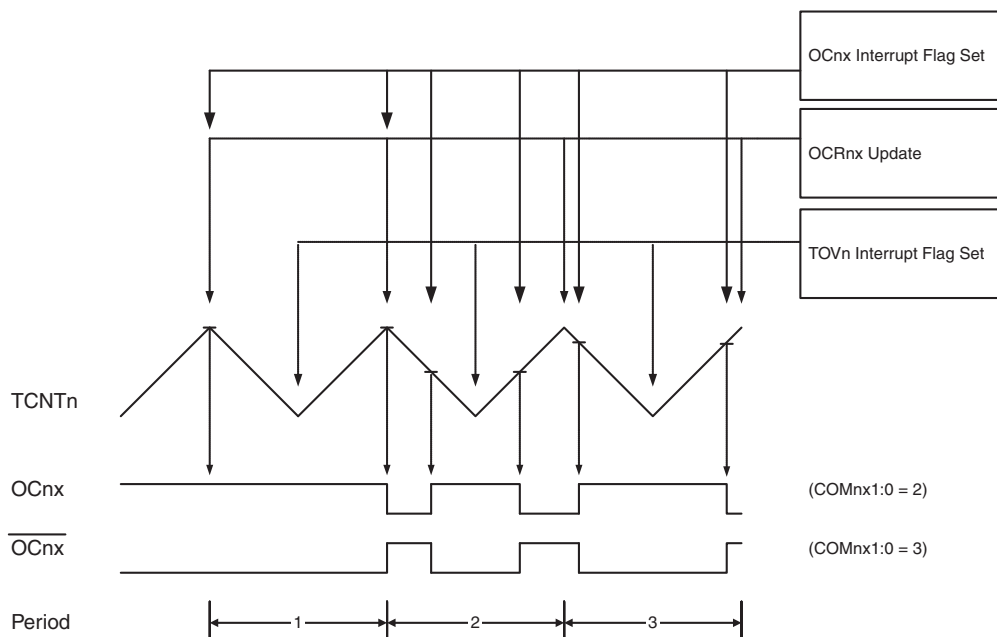 OCnx Interrupt Flag Set
OCRnx Update
TOVn Interrupt Flag Set
TCNTn
OCnx
(COMnx1:0 = 2)
OCnx
(COMnx1:0 = 3)
Period
1
2
3